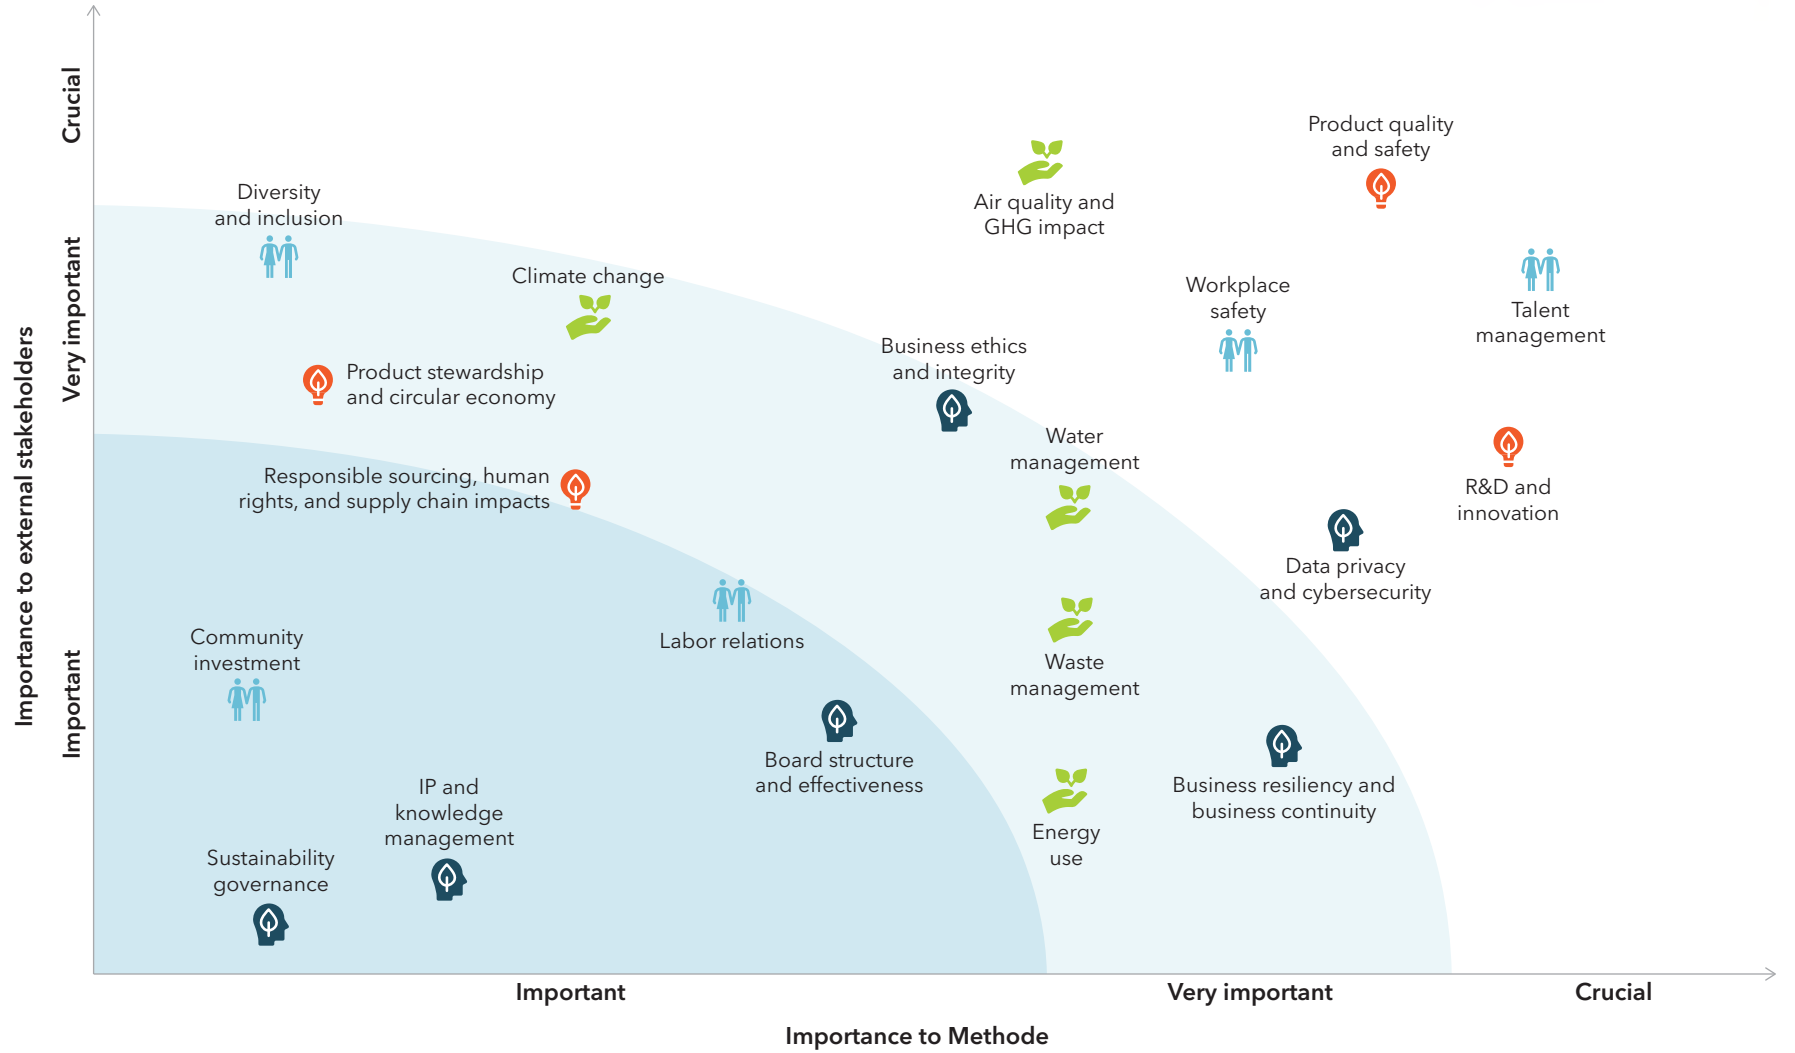 Crucial
Very important
Important
Importance to external stakeholders
Product quality
and safety
Air quality and
GHG impact
Diversity
and inclusion
Climate change
Workplace
safety
Talent
management
Business ethics
and integrity
Product stewardship
and circular economy
Water
management
Responsible sourcing, human
rights, and supply chain impacts
R&D and
innovation
Data privacy
and cybersecurity
Community
investment
Labor relations
Waste
management
Board structure
and effectiveness
Business resiliency and
business continuity
IP and
knowledge
management
Energy
use
Sustainability
governance
Important
Very important
Crucial
Importance to Methode